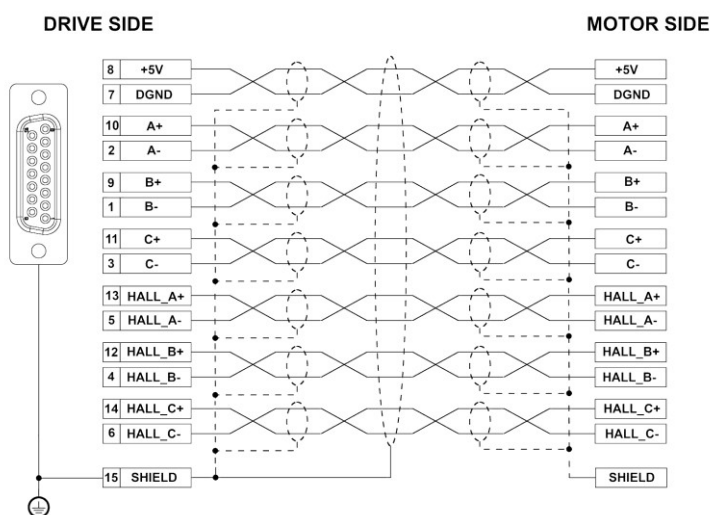 DRIVE SIDE MOTOR SIDE
8 +5V +5V
7 DGND DGND
10 A+ A+
2 A- A-
9 B+ B+
1 B- B-
11 C+ C+
3 C- C-
13 HALL_A+ HALL_A+
5 HALL_A- HALL_A-
12 HALL_B+ HALL_B+
4 HALL_B- HALL_B-
14 HALL_C+ HALL_C+
6 HALL_C- HALL_C-
15 SHIELD SHIELD